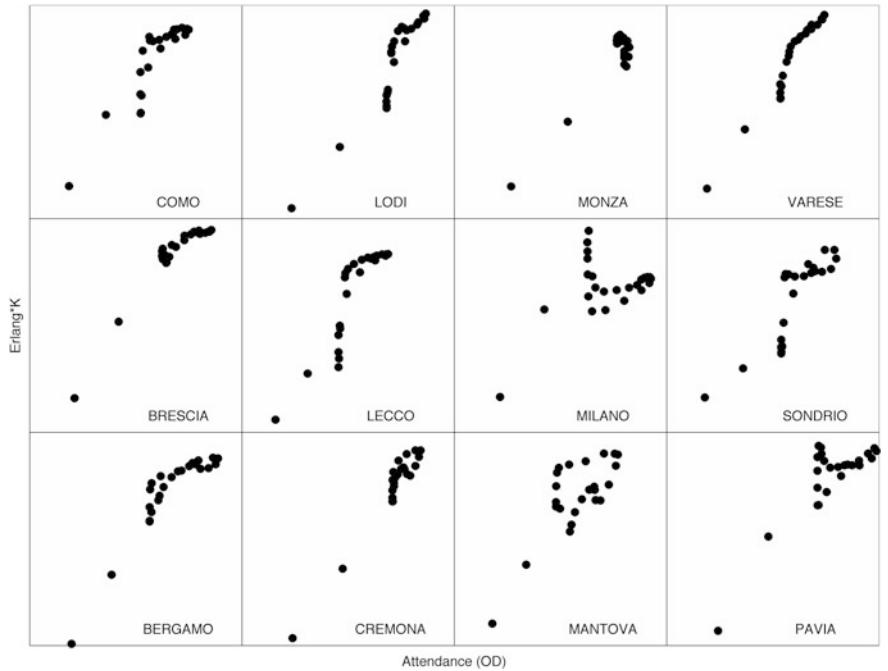 COMO
LODI
MONZA
VARESE
Erlang*K
BRESCIA
LECCO
MILANO
SONDRIO
BERGAMO
CREMONA
MANTOVA
PAVIA
Attendance (OD)